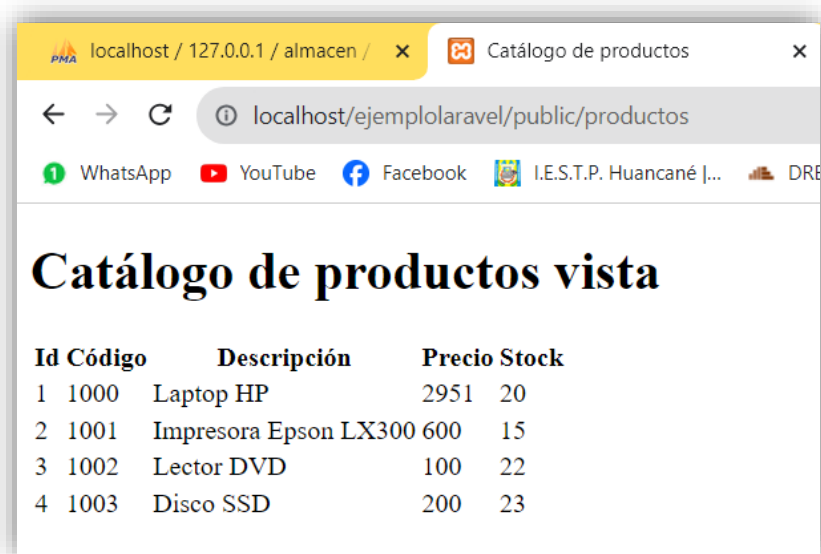 PMA localhost / 127.0.0.1 / almacen / Catálogo de productos
localhost/ejemplolaravel/public/productos
1 WhatsApp YouTube Facebook I.E.S.T.P. Huancané |... DRE
Catálogo de productos vista
Id Código Descripción Precio Stock
1 1000 Laptop HP 2951 20
2 1001 Impresora Epson LX300 600 15
3 1002 Lector DVD 100 22
4 1003 Disco SSD 200 23